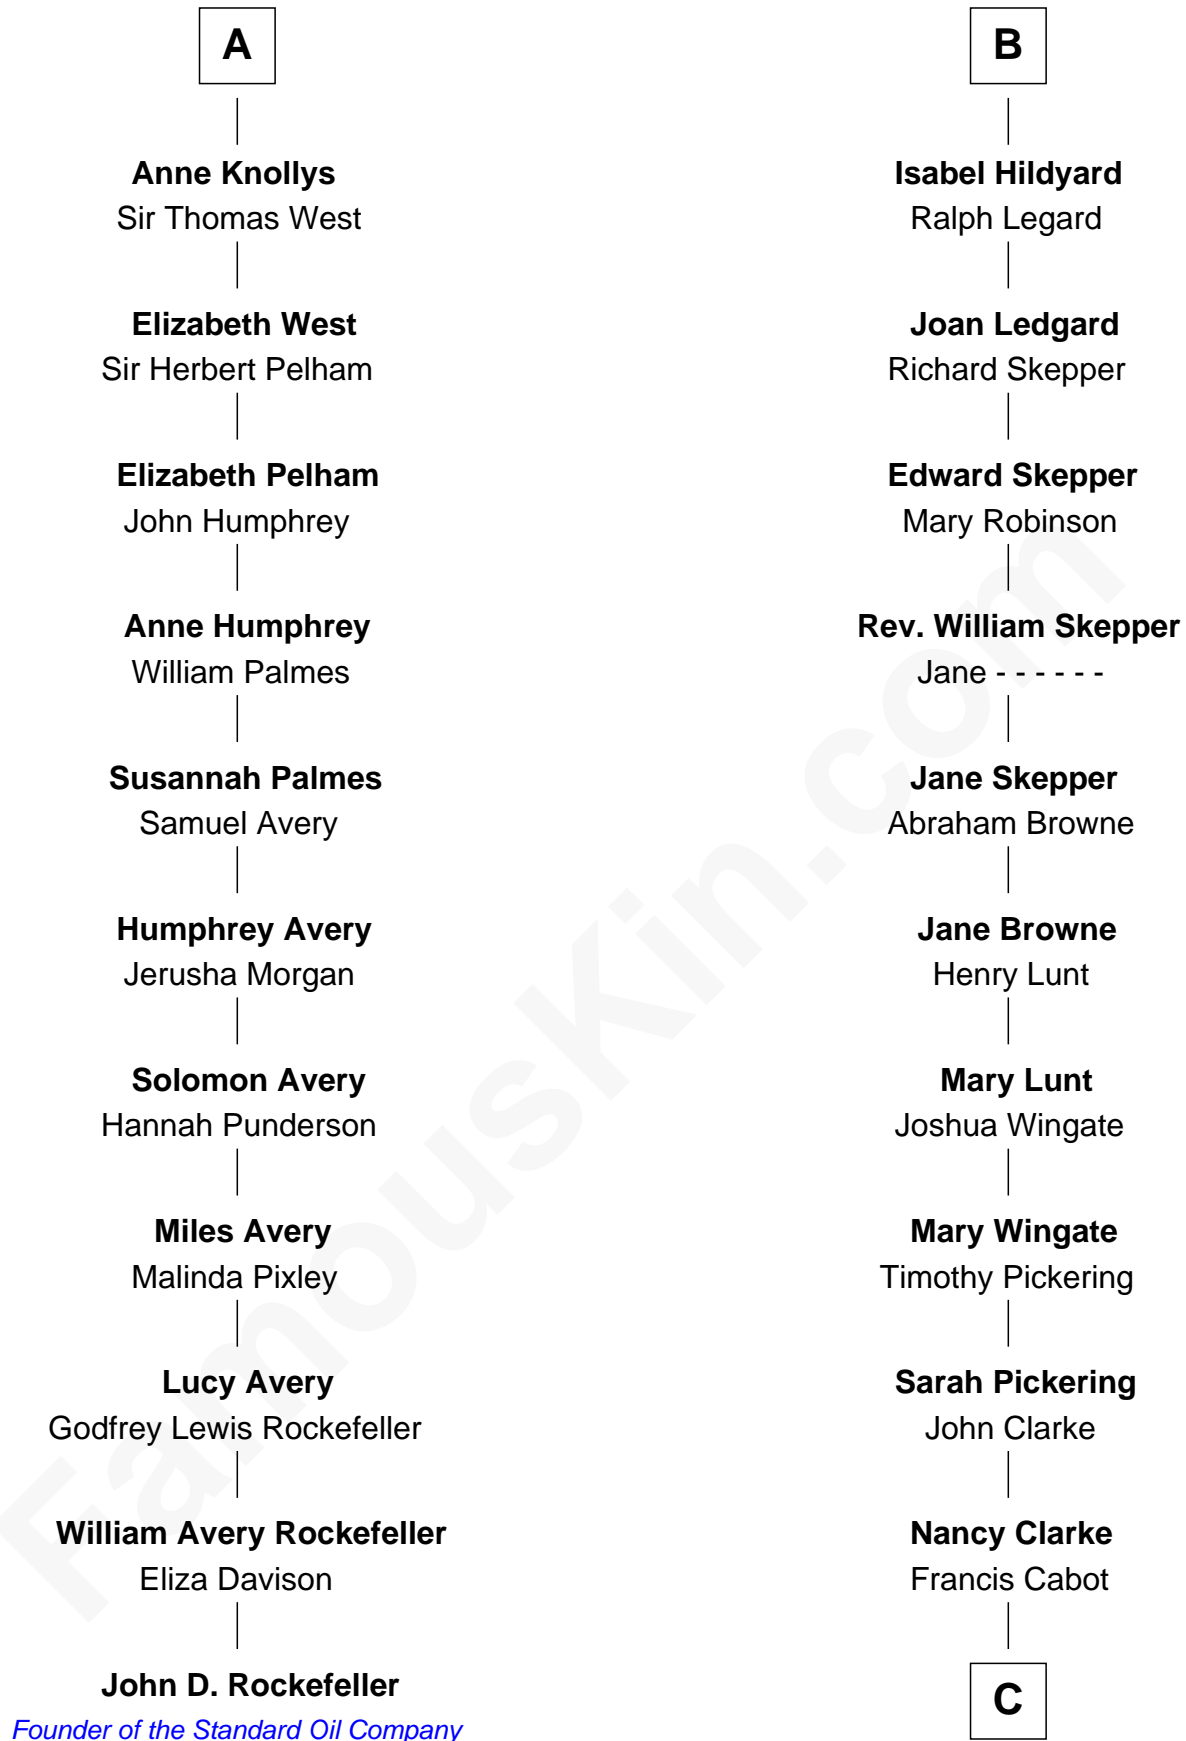 A
Anne Knollys
Sir Thomas West
Elizabeth West
Sir Herbert Pelham
Elizabeth Pelham
John Humphrey
Anne Humphrey
William Palmes
Susannah Palmes
Samuel Avery
Humphrey Avery
Jerusha Morgan
Solomon Avery
Hannah Punderson
Miles Avery
Malinda Pixley
Lucy Avery
Godfrey Lewis Rockefeller
William Avery Rockefeller
Eliza Davison
John D. Rockefeller
Founder of the Standard Oil Company
B
Isabel Hildyard
Ralph Legard
Joan Ledgard
Richard Skepper
Edward Skepper
Mary Robinson
Rev. William Skepper
Jane - - - - - -
Jane Skepper
Abraham Browne
Jane Browne
Henry Lunt
Mary Lunt
Joshua Wingate
Mary Wingate
Timothy Pickering
Sarah Pickering
John Clarke
Nancy Clarke
Francis Cabot
C
FamousKin.com